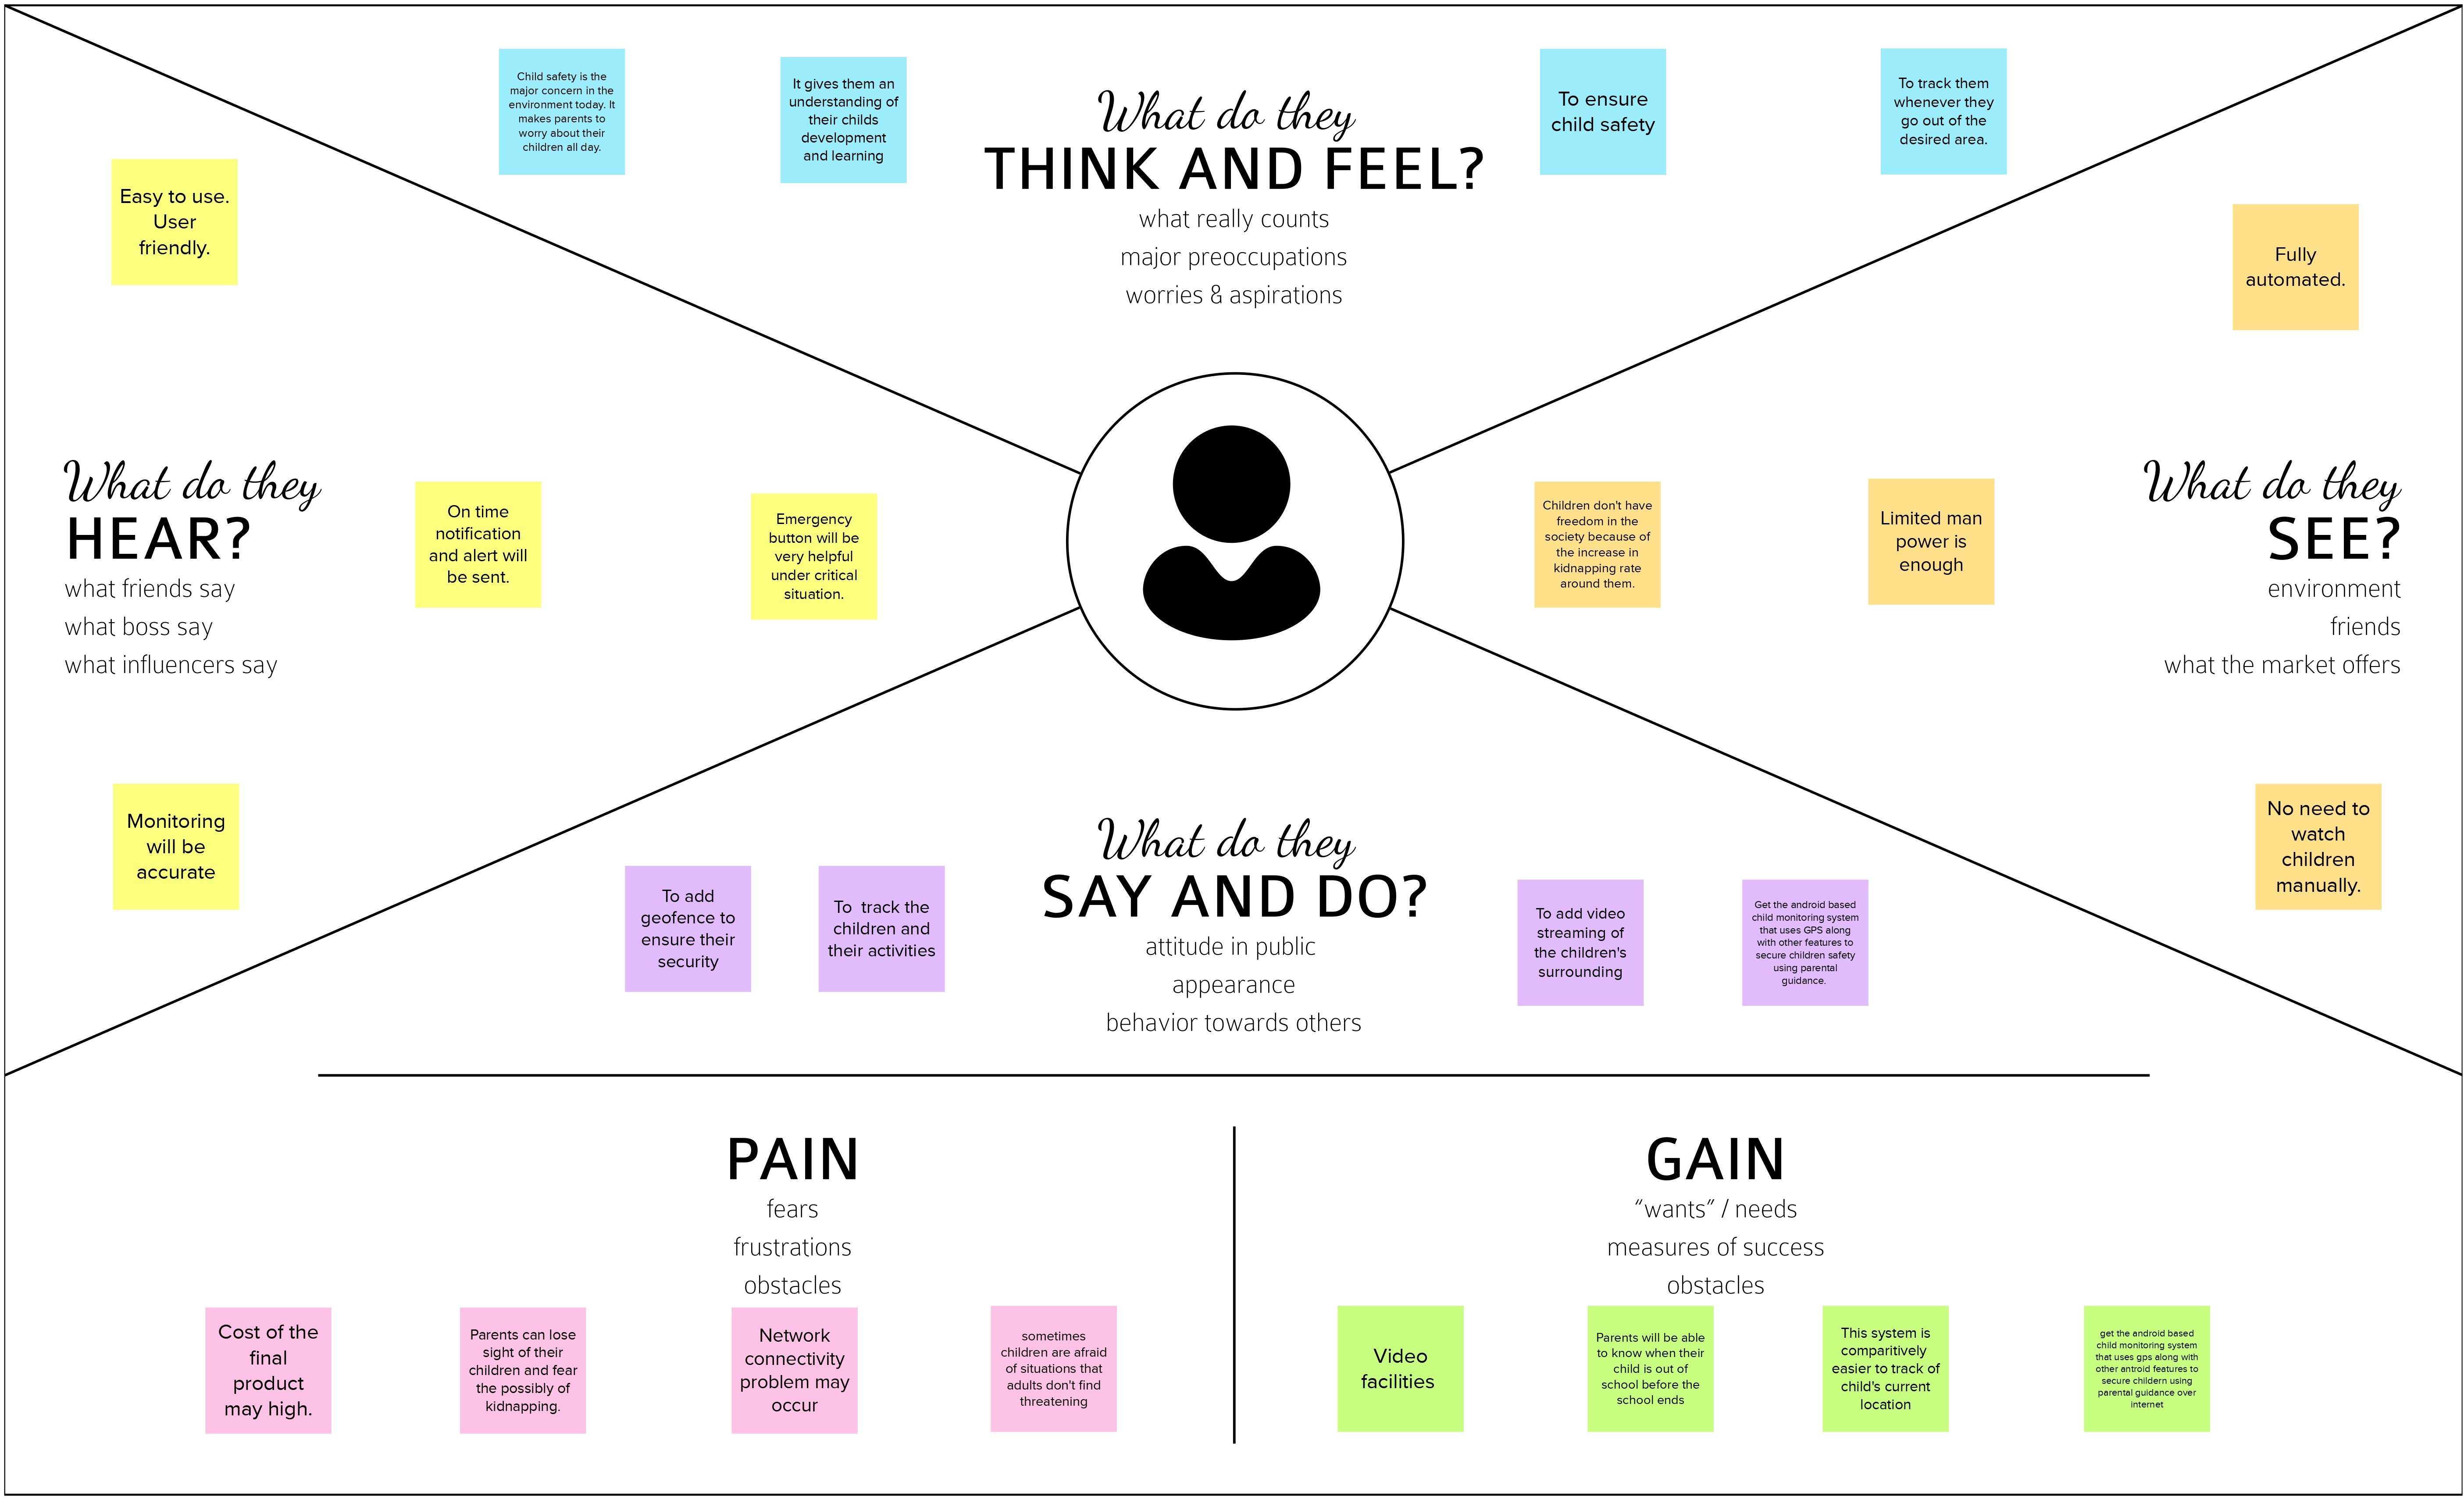 Child safety is the
major concern in the
environment today. It
makes parents to
worry about their
children all day.
It gives them an
understanding of
their childs
development
and learning
What do they
THINK AND FEEL?
what really counts
major preoccupations
worries & aspirations
To ensure
child safety
To track them
whenever they
go out of the
desired area.
Easy to use.
User
friendly.
What do they
HEAR?
what friends say
what boss say
what influencers say
On time
notification
and alert will
be sent.
Emergency
button will be
very helpful
under critical
situation.
Monitoring
will be
accurate
Fully
automated.
Children don't have
freedom in the
society because of
the increase in
kidnapping rate
around them.
Limited man
power is
enough
What do they
SEE?
environment
friends
what the market offers
No need to
watch
children
manually.
To add
geofence to
ensure their
security
To  track the
children and
their activities
What do they
SAY AND DO?
attitude in public
appearance
behavior towards others
To add video
streaming of
the children's
surrounding
Get the android based
child monitoring system
that uses GPS along
with other features to
secure children safety
using parental
guidance.
PAIN
fears
frustrations
obstacles
Cost of the
final
product
may high.
Parents can lose
sight of their
children and fear
the possibly of
kidnapping.
Network
connectivity
problem may
occur
sometimes
children are afraid
of situations that
adults don't find
threatening
GAIN
“wants” / needs
measures of success
obstacles
Video
facilities
Parents will be able
to know when their
child is out of
school before the
school ends
This system is
comparitively
easier to track of
child's current
location
get the android based
child monitoring system
that uses gps along with
other antroid features to
secure childern using
parental guidance over
internet